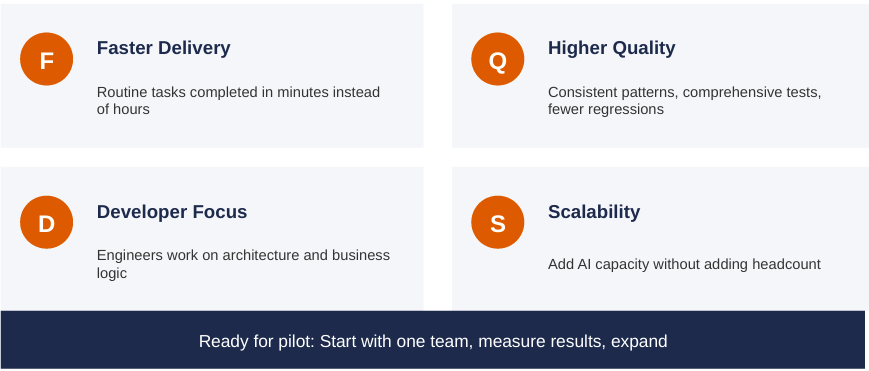 F
Faster Delivery
Routine tasks completed in minutes instead
of hours
Q
Higher Quality
Consistent patterns, comprehensive tests,
fewer regressions
D
Developer Focus
Engineers work on architecture and business
logic
S
Scalability
Add AI capacity without adding headcount
Ready for pilot: Start with one team, measure results, expand